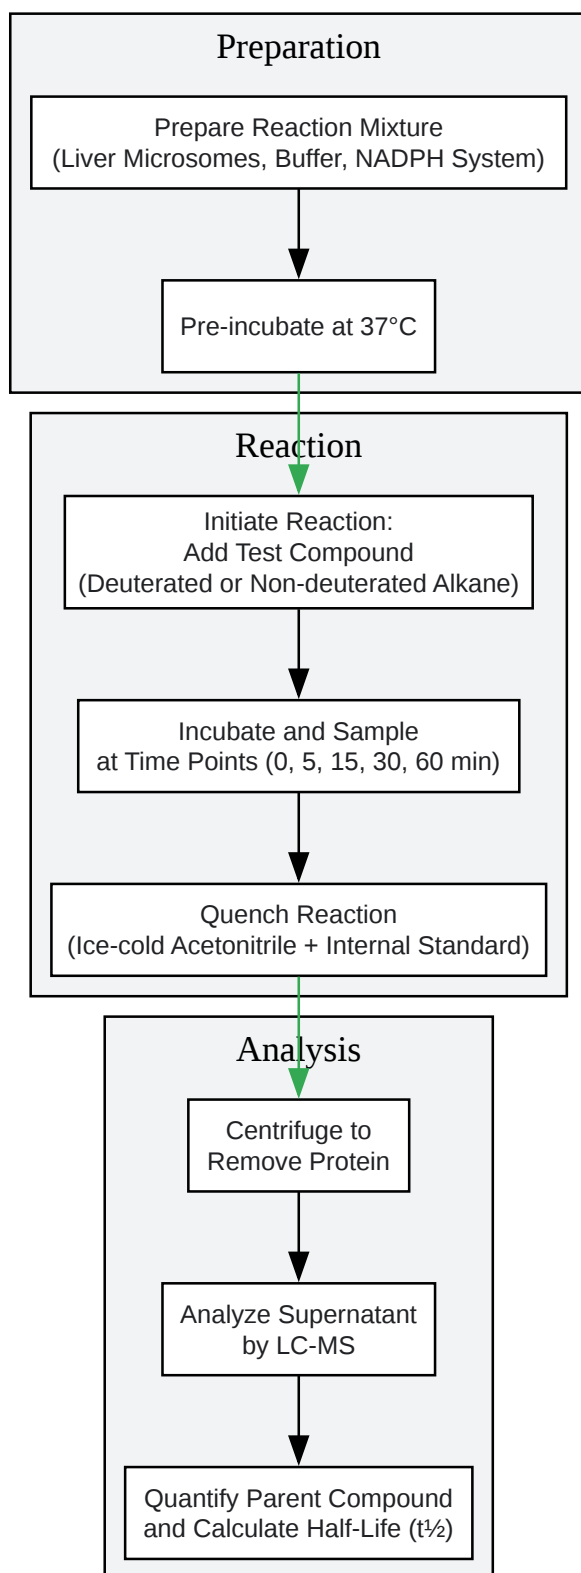 Preparation
Prepare Reaction Mixture
(Liver Microsomes, Buffer, NADPH System)
Pre-incubate at 37°C
Reaction
Initiate Reaction:
Add Test Compound
(Deuterated or Non-deuterated Alkane)
Incubate and Sample
at Time Points (0, 5, 15, 30, 60 min)
Quench Reaction
(Ice-cold Acetonitrile + Internal Standard)
Analysis
Centrifuge to
Remove Protein
Analyze Supernatant
by LC-MS
Quantify Parent Compound
and Calculate Half-Life (t½)